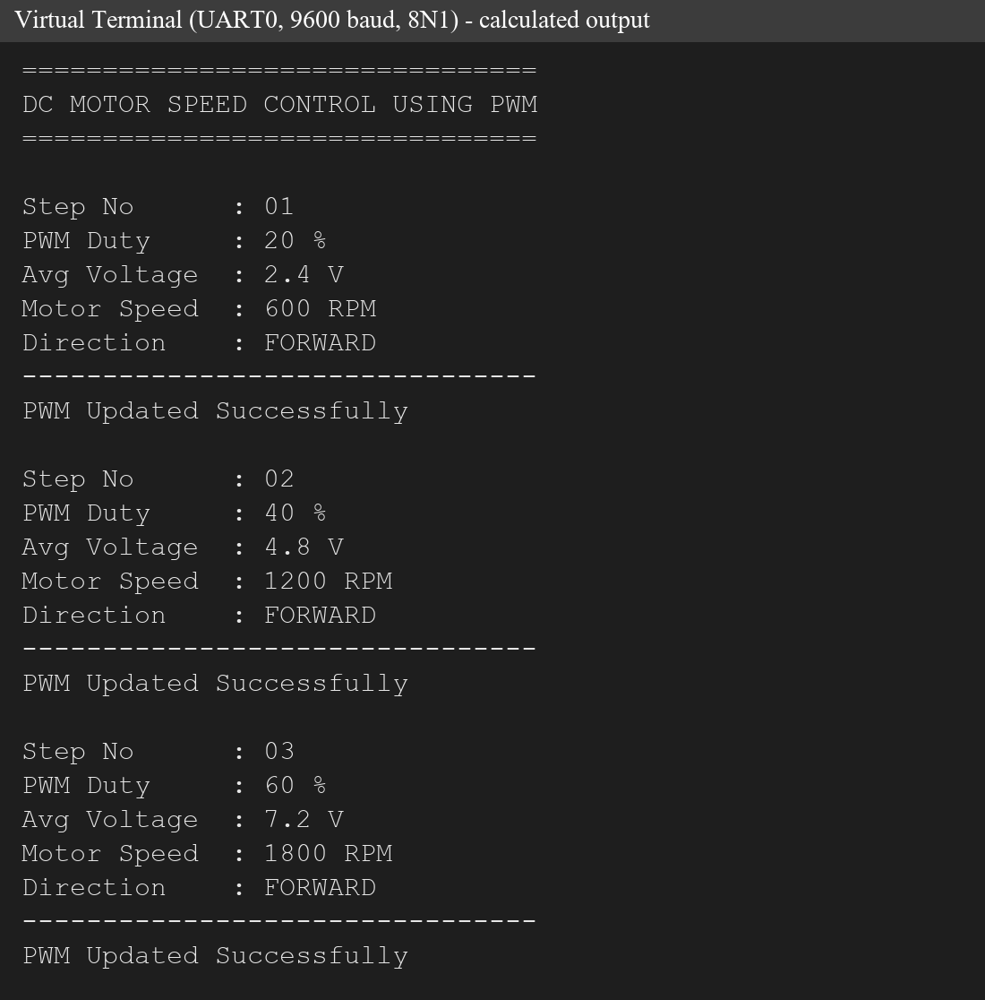 Virtual Terminal (UART0, 9600 baud, 8N1) - calculated output
================================
DC MOTOR SPEED CONTROL USING PWM
================================
Step No      : 01
PWM Duty     : 20 %
Avg Voltage  : 2.4 V
Motor Speed  : 600 RPM
Direction    : FORWARD
--------------------------------
PWM Updated Successfully
Step No      : 02
PWM Duty     : 40 %
Avg Voltage  : 4.8 V
Motor Speed  : 1200 RPM
Direction    : FORWARD
--------------------------------
PWM Updated Successfully
Step No      : 03
PWM Duty     : 60 %
Avg Voltage  : 7.2 V
Motor Speed  : 1800 RPM
Direction    : FORWARD
--------------------------------
PWM Updated Successfully